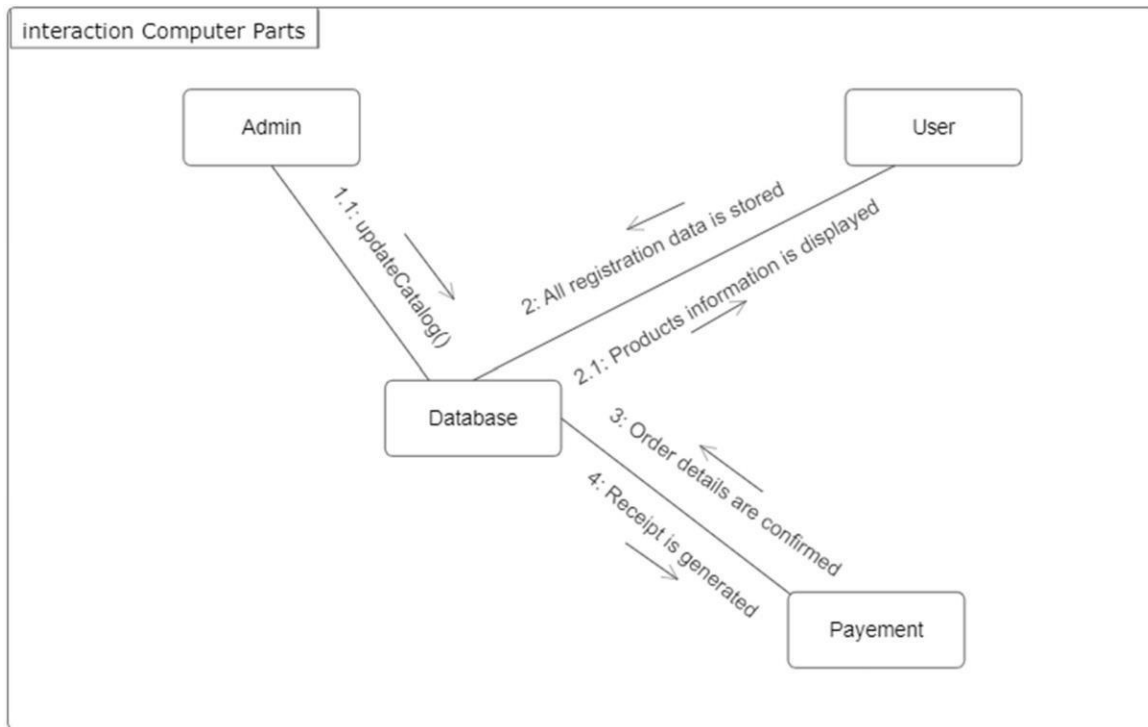 interaction Computer Parts
Admin
User
1.1: updateCatalog()
2: All registration data is stored
2.1: Products information is displayed
Database
3: Order details are confirmed
4: Receipt is generated
Payement